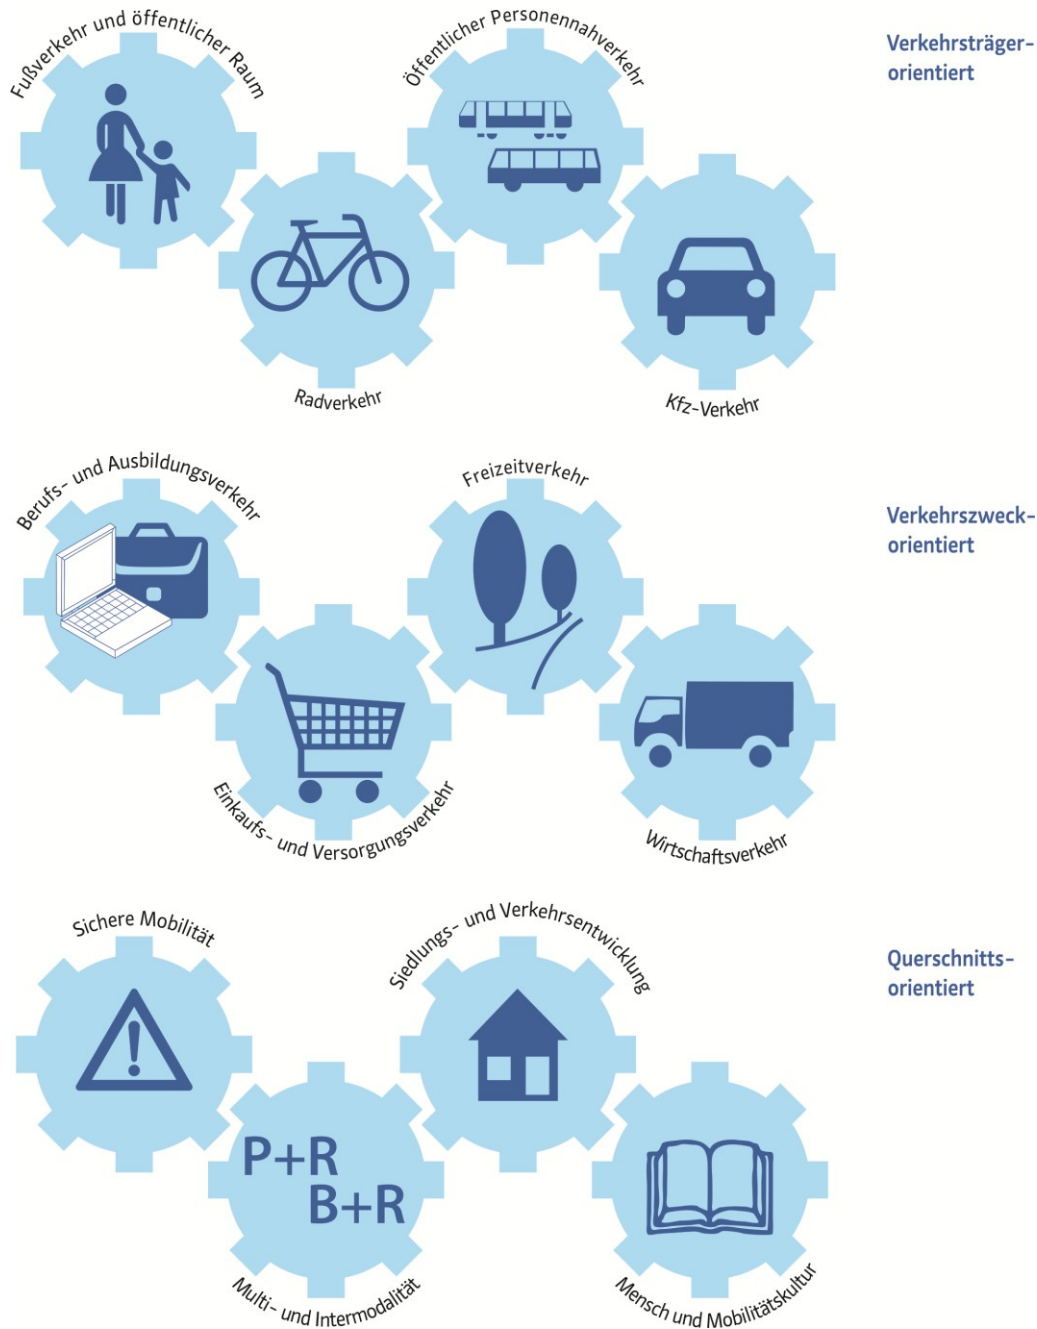 Fußverkehr und öffentlicher Raum
Öffentlicher Personennahverkehr
Verkehrsträger-
orientiert
Radverkehr
Kfz-Verkehr
Berufs- und Ausbildungsverkehr
Freizeitverkehr
Verkehrszweck-
orientiert
Einkaufs- und Versorgungsverkehr
Wirtschaftsverkehr
Sichere Mobilität
Siedlungs- und Verkehrsentwicklung
Querschnitts-
orientiert
P+R
B+R
Multi- und Intermodalität
Mensch und Mobilitätskultur